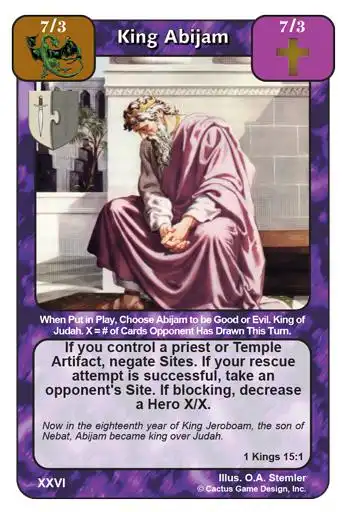 7/3
King Abijam
7/3
When Put in Play, Choose Abijam to be Good or Evil. King of
Judah. X = # of Cards Opponent Has Drawn This Turn.
If you control a priest or Temple
Artifact, negate Sites. If your rescue
attempt is successful, take an
opponent's Site. If blocking, decrease
a Hero X/X.
Now in the eighteenth year of King Jeroboam, the son of
Nebat, Abijam became king over Judah.
1 Kings 15:1
XXVI
Illus. O.A. Stemler
© Cactus Game Design, Inc.